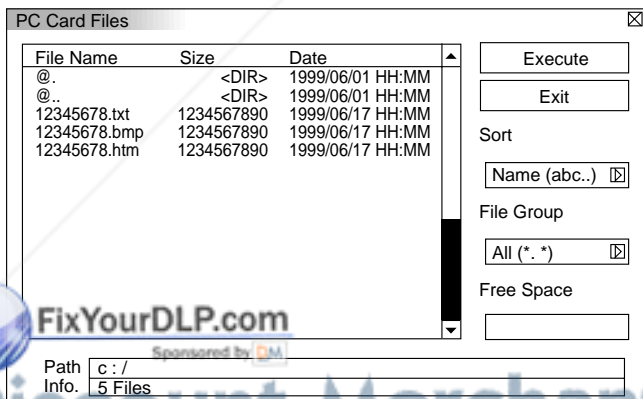 PC Card Files
File Name Size Date
@. <DIR> 1999/06/01 HH:MM
@.. <DIR> 1999/06/01 HH:MM
12345678.txt 1234567890 1999/06/17 HH:MM
12345678.bmp 1234567890 1999/06/17 HH:MM
12345678.htm 1234567890 1999/06/17 HH:MM
Execute
Exit
Sort
Name (abc..)
File Group
All (*. *)
Free Space
FixYourDLP.com
Sponsored by DM
Path c : /
Info. 5 Files